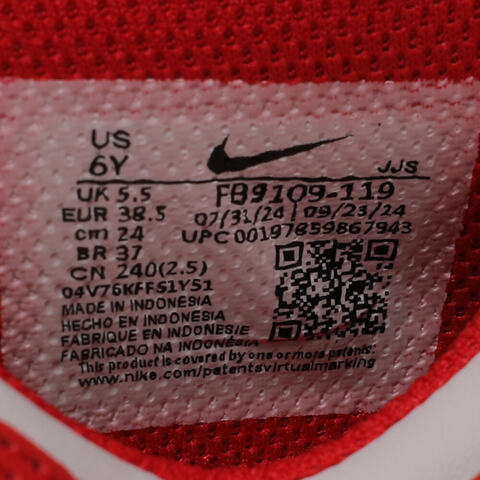 US
6Y
JJS
UK 5.5
FB9109-119
EUR 38.5
07/31/24 | 09/23/24
cm 24
UPC 00197859867943
BR 37
CN 240(2.5)
04V76KFFS1Y51
MADE IN INDONESIA
HECHO EN INDONESIA
FABRIQUE EN INDONESIE
FABRICADO NA INDONÉSIA
This product is covered by one or more patents:
www.nike.com/patentsvirtualmarking